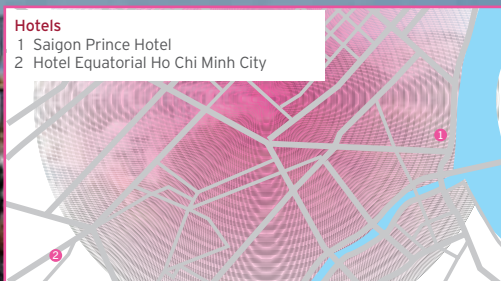 Hotels
1 Saigon Prince Hotel
2 Hotel Equatorial Ho Chi Minh City
1
2